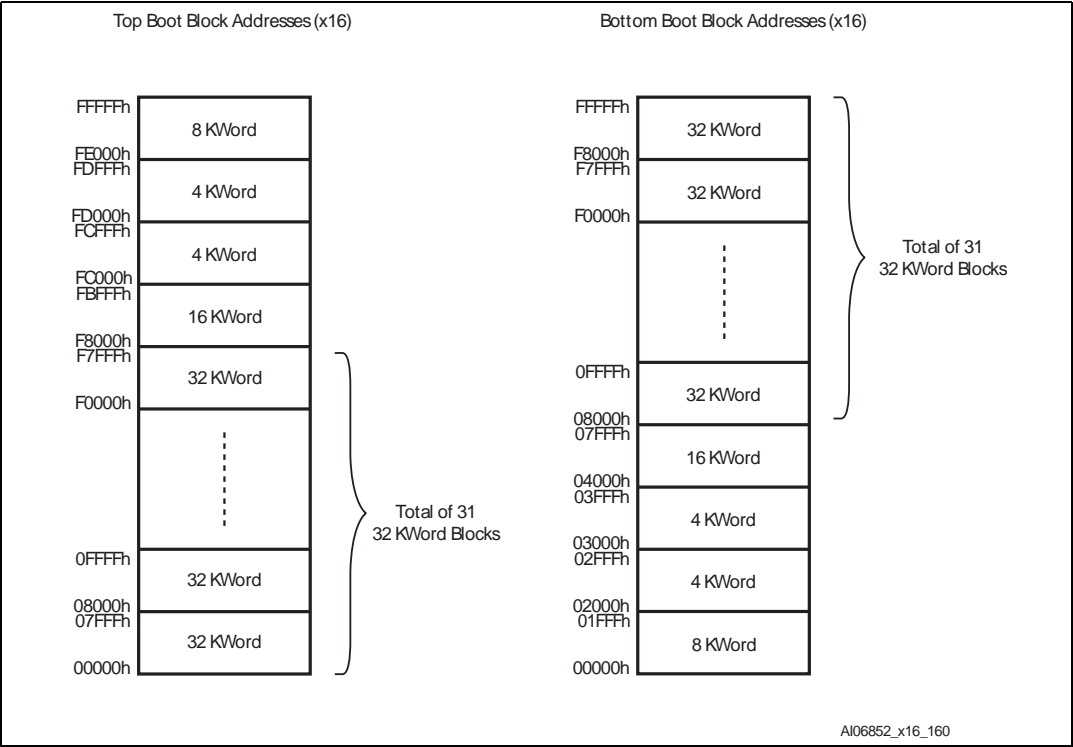 Top Boot Block Addresses (x16)
FFFFFh
8 KWord
FE000h
FDFFFh
4 KWord
FD000h
FCFFFh
4 KWord
FC000h
FBFFFh
16 KWord
F8000h
F7FFFh
32 KWord
F0000h
Total of 31
32 KWord Blocks
0FFFFh
32 KWord
08000h
07FFFh
32 KWord
00000h
Bottom Boot Block Addresses (x16)
FFFFFh
32 KWord
F8000h
F7FFFh
32 KWord
F0000h
Total of 31
32 KWord Blocks
0FFFFh
32 KWord
08000h
07FFFh
16 KWord
04000h
03FFFh
4 KWord
03000h
02FFFh
4 KWord
02000h
01FFFh
8 KWord
00000h
AI06852_x16_160